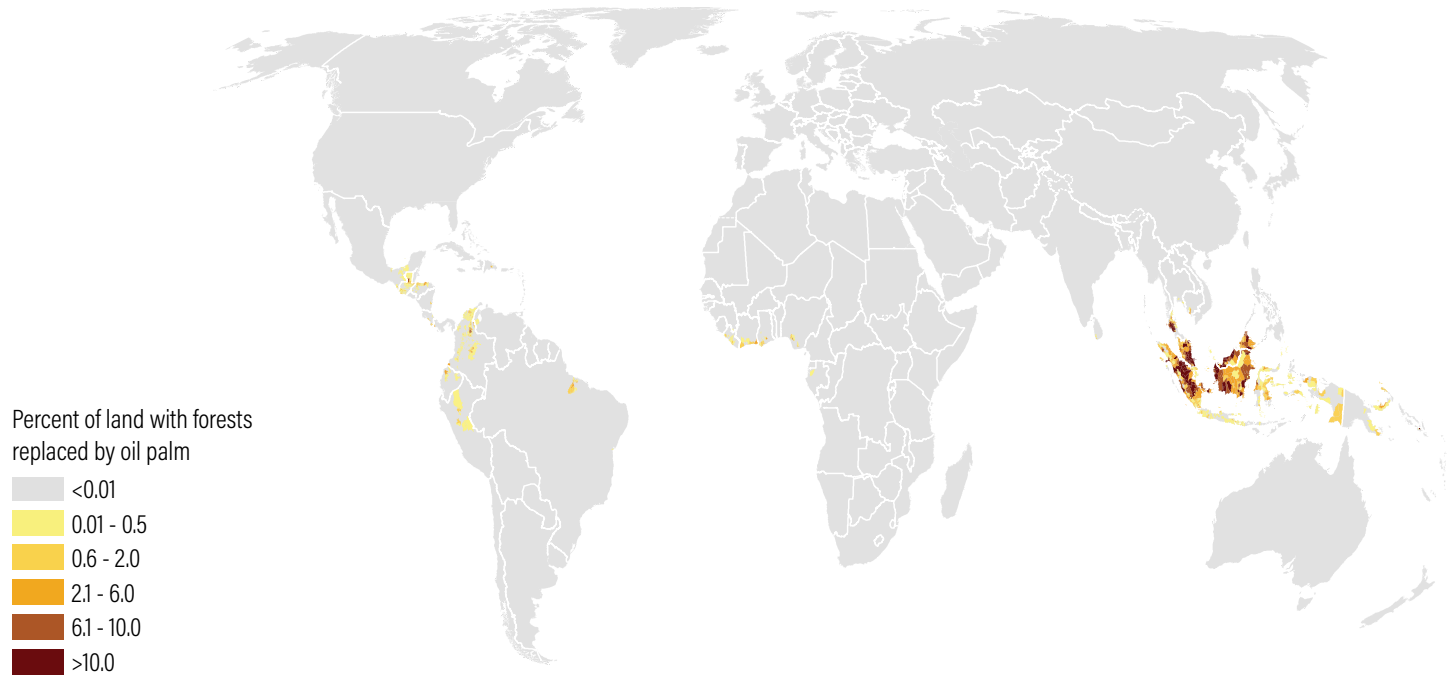 Percent of land with forests
replaced by oil palm
<0.01
0.01 - 0.5
0.6 - 2.0
2.1 - 6.0
6.1 - 10.0
>10.0